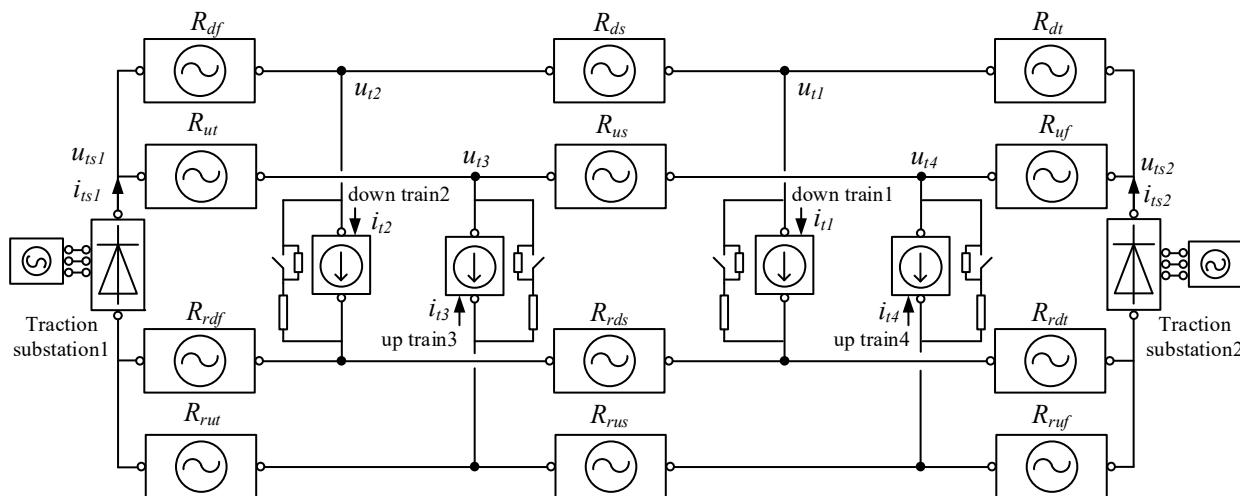 R_df
R_ds
R_dt
u_t2
u_t1
R_ut
R_us
R_uf
u_ts1
u_t3
u_t4
u_ts2
i_ts1
down train2
down train1
i_ts2
i_t2
i_t1
Traction
substation1
i_t3
up train3
i_t4
up train4
Traction
substation2
R_rdf
R_rds
R_rdt
R_rut
R_rus
R_ruf